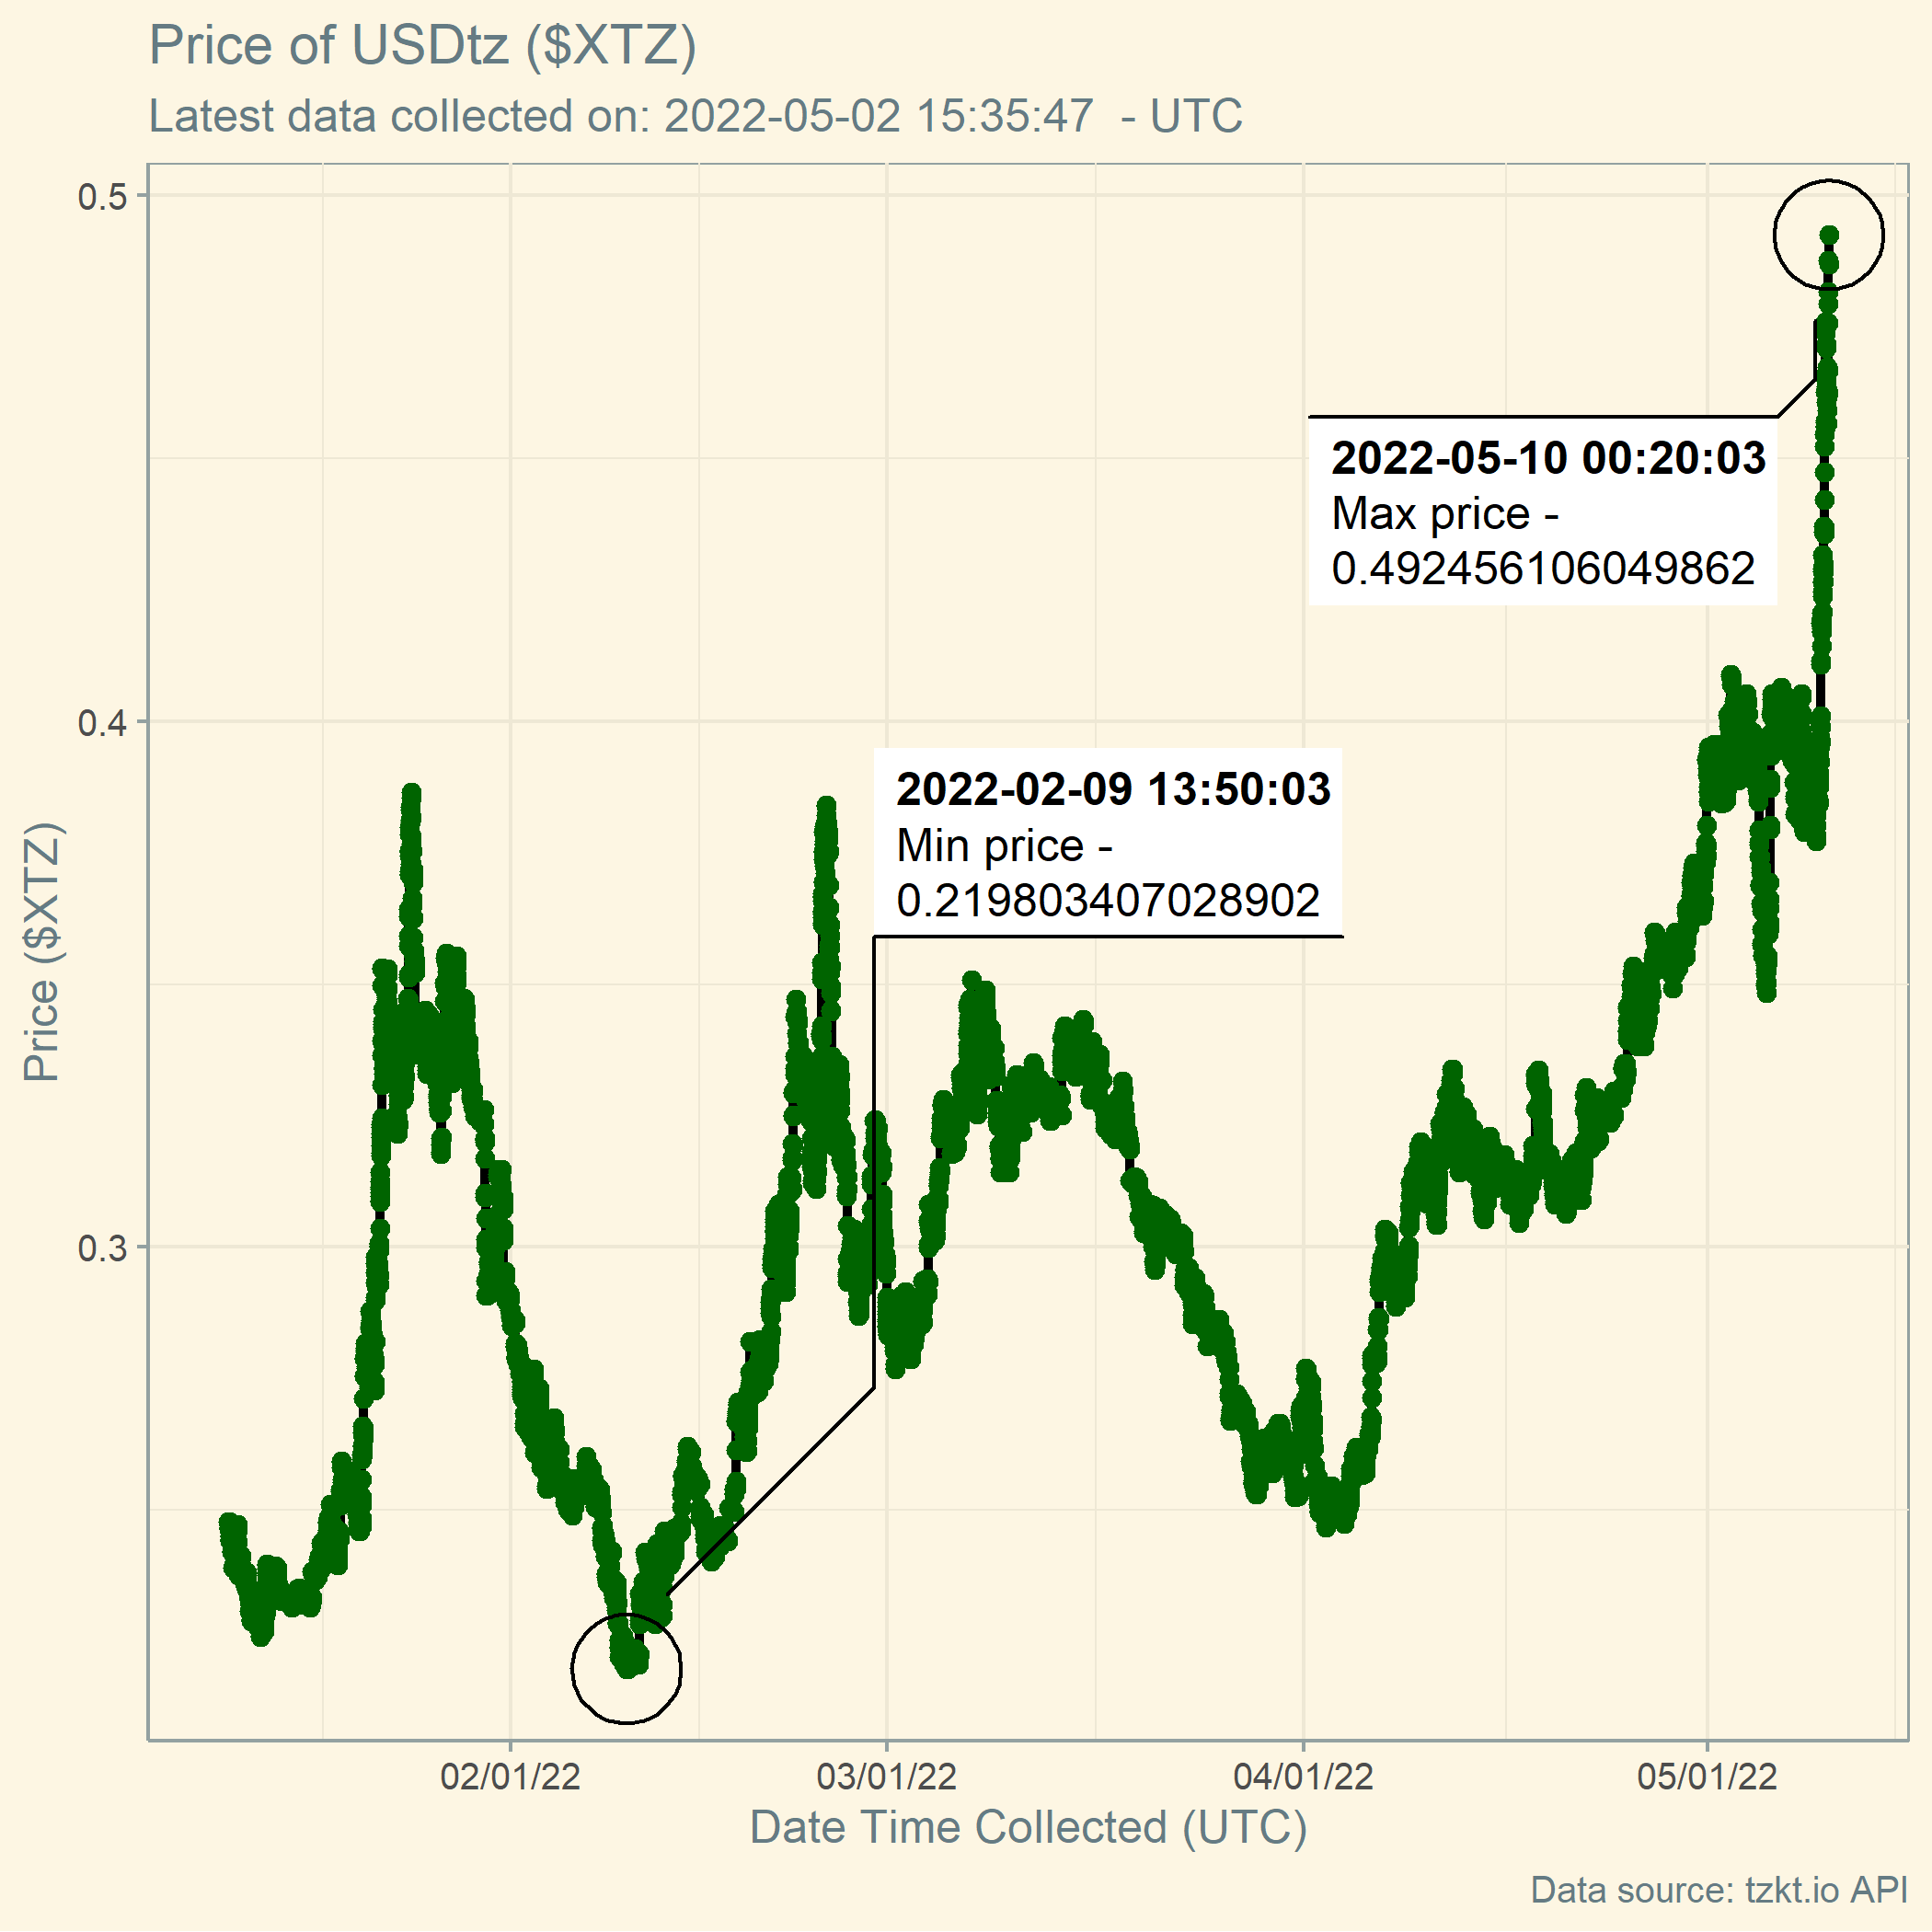 Price of USDtz ($XTZ)
Latest data collected on: 2022-05-02 15:35:47  - UTC
0.5
0.4
0.3
Price ($XTZ)
2022-05-10 00:20:03
Max price -
0.492456106049862
2022-02-09 13:50:03
Min price -
0.219803407028902
02/01/22
03/01/22
04/01/22
05/01/22
Date Time Collected (UTC)
Data source: tzkt.io API